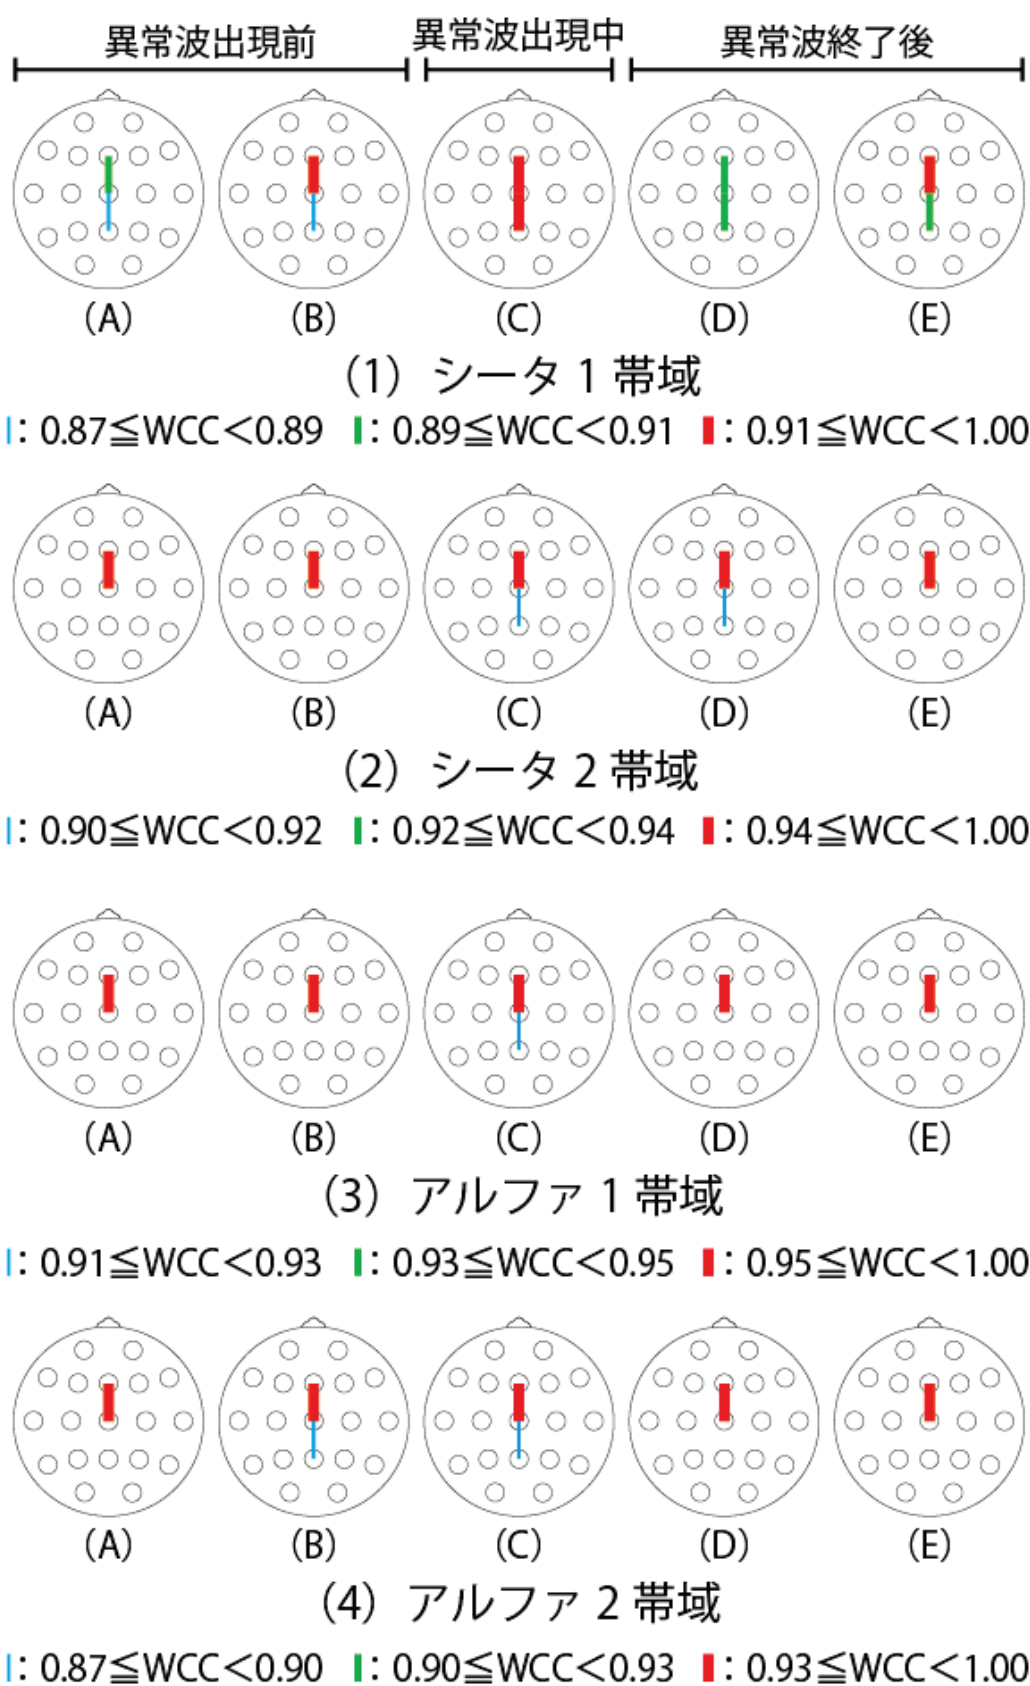 異常波出現前 異常波出現中 異常波終了後
(A) (B) (C) (D) (E)
(1) シータ 1 帯域
: 0.87≦WCC<0.89 : 0.89≦WCC<0.91 : 0.91≦WCC<1.00
(A) (B) (C) (D) (E)
(2) シータ 2 帯域
: 0.90≦WCC<0.92 : 0.92≦WCC<0.94 : 0.94≦WCC<1.00
(A) (B) (C) (D) (E)
(3) アルファ 1 帯域
: 0.91≦WCC<0.93 : 0.93≦WCC<0.95 : 0.95≦WCC<1.00
(A) (B) (C) (D) (E)
(4) アルファ 2 帯域
: 0.87≦WCC<0.90 : 0.90≦WCC<0.93 : 0.93≦WCC<1.00